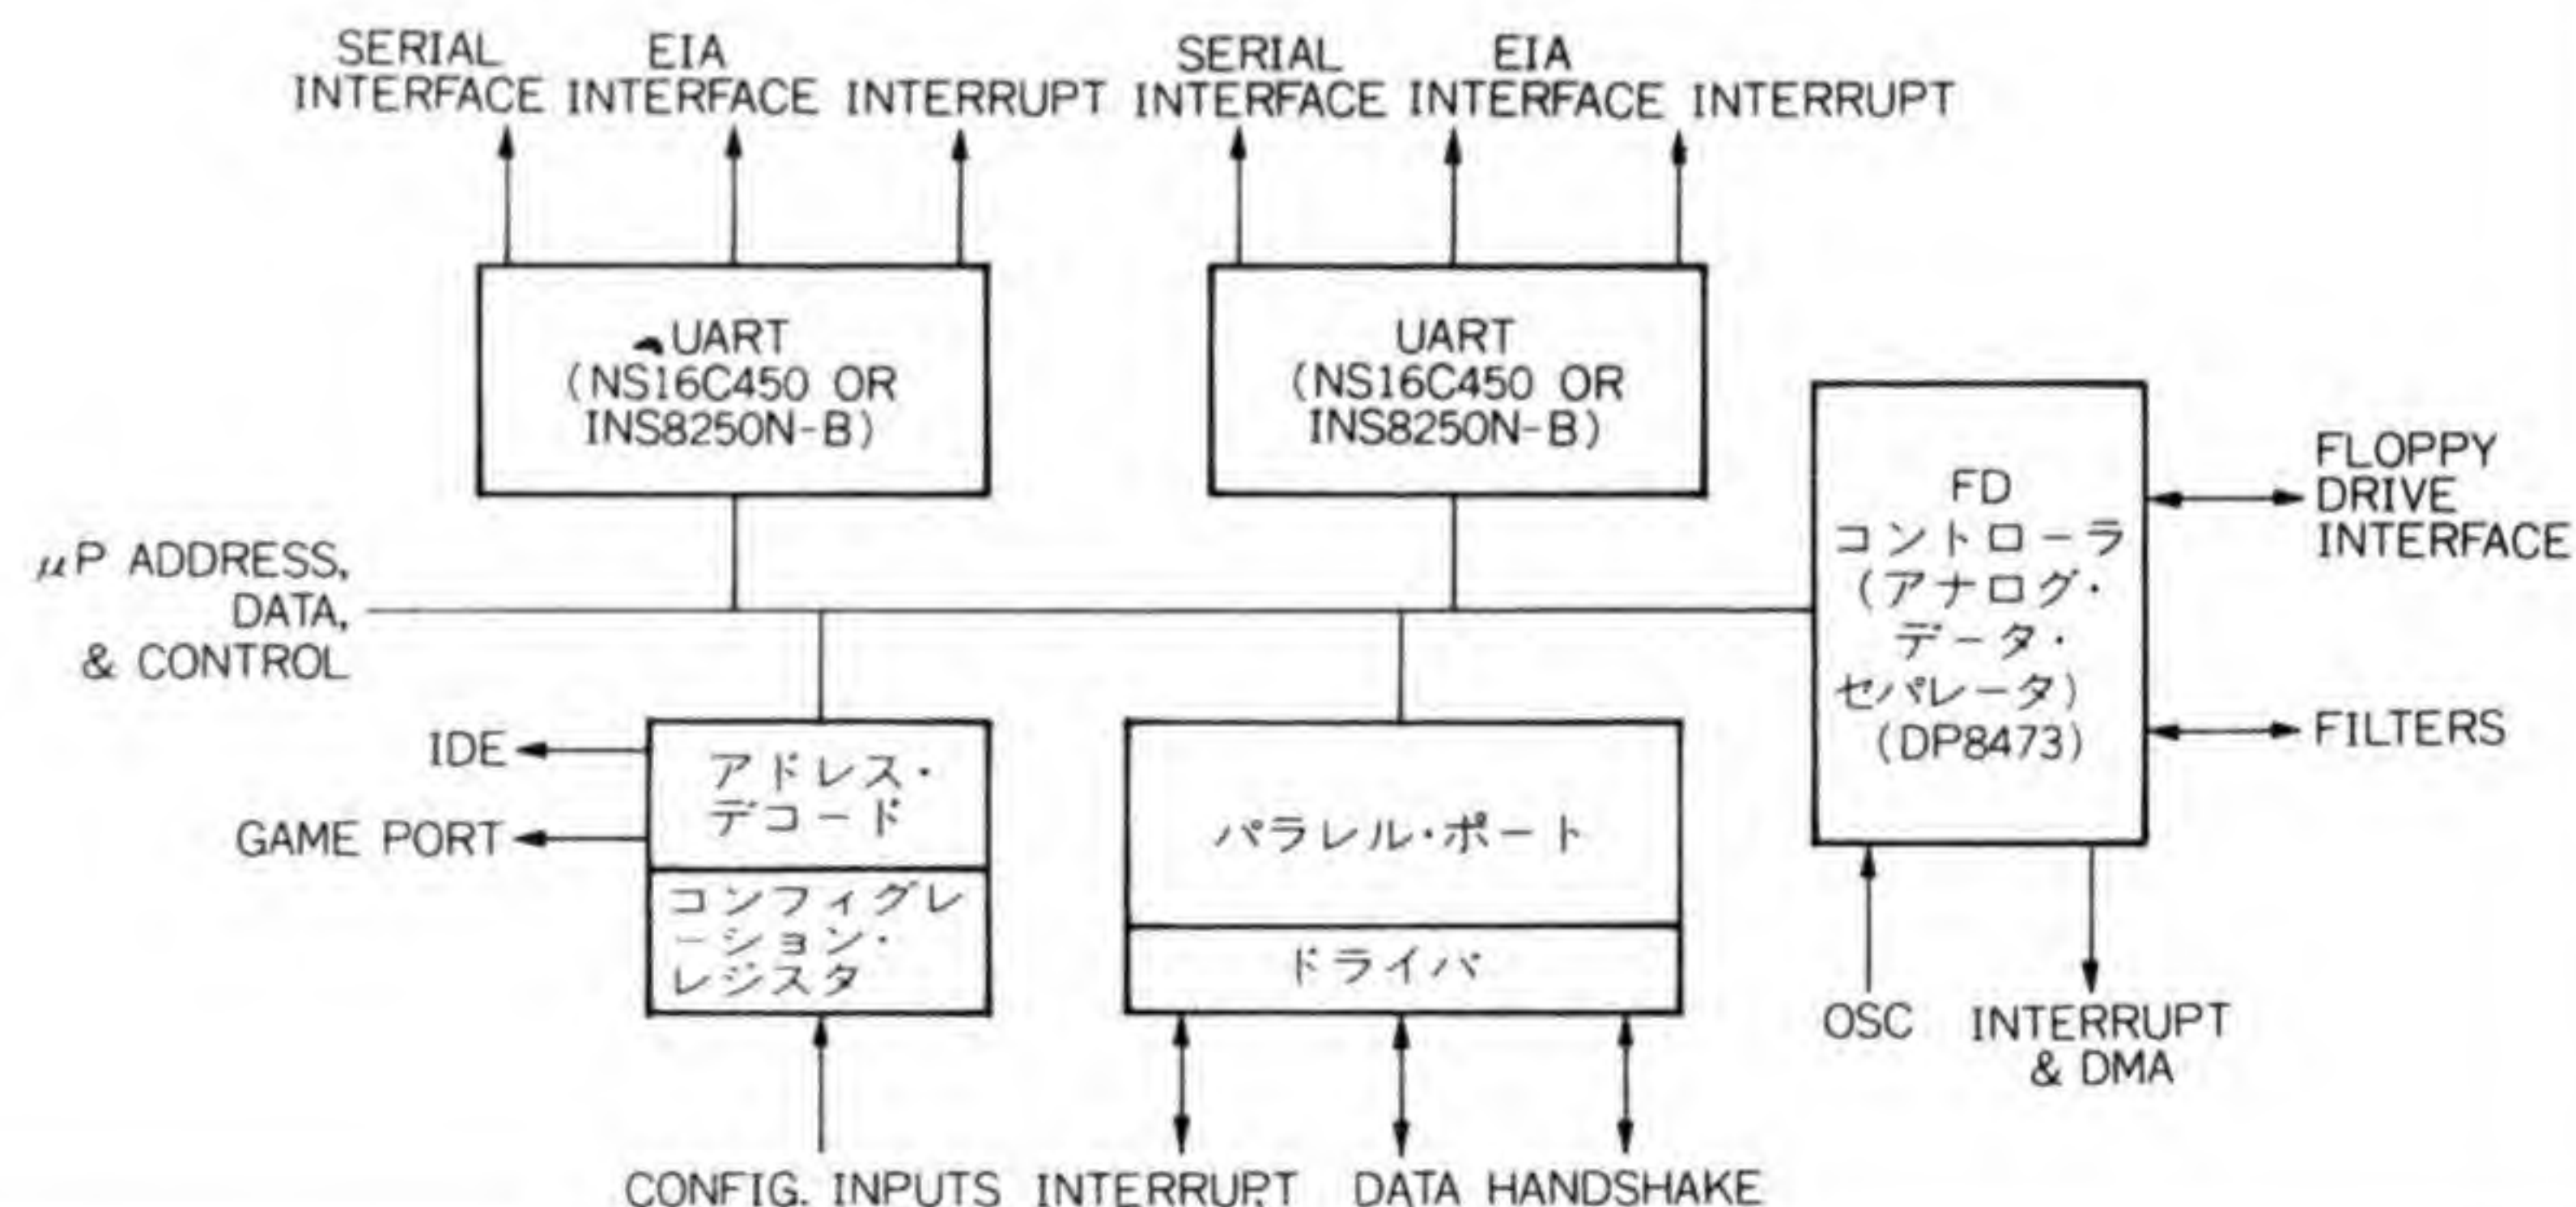 SERIAL
INTERFACE
EIA
INTERFACE
INTERRUPT
SERIAL
INTERFACE
EIA
INTERFACE
INTERRUPT
UART
(NS16C450 OR
INS8250N-B)
UART
(NS16C450 OR
INS8250N-B)
FD
コントローラ
(アナログ・
データ・
セパレータ)
(DP8473)
FLOPPY
DRIVE
INTERFACE
FILTERS
μP ADDRESS,
DATA,
& CONTROL
IDE
GAME PORT
アドレス・
デコード
コンフィグレ
ーション・
レジスタ
パラレル・ポート
ドライバ
OSC
INTERRUPT
& DMA
CONFIG. INPUTS
INTERRUPT
DATA
HANDSHAKE